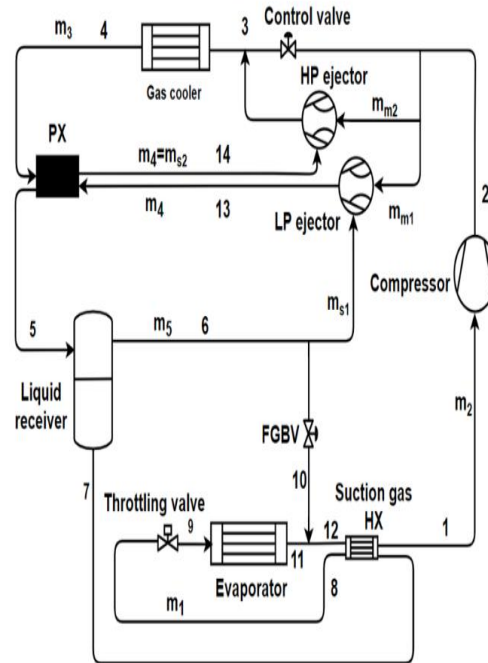 Control valve
m3 4
3
HP ejector
Gas cooler
mm2
PX
m4=ms2 14
m4 13
mm1
LP ejector
2
Compressor
ms1
5
m5 6
m2
Liquid
receiver
FGBV
7
10
Suction gas
HX
Throttling valve
9
12
1
11
Evaporator
8
m1